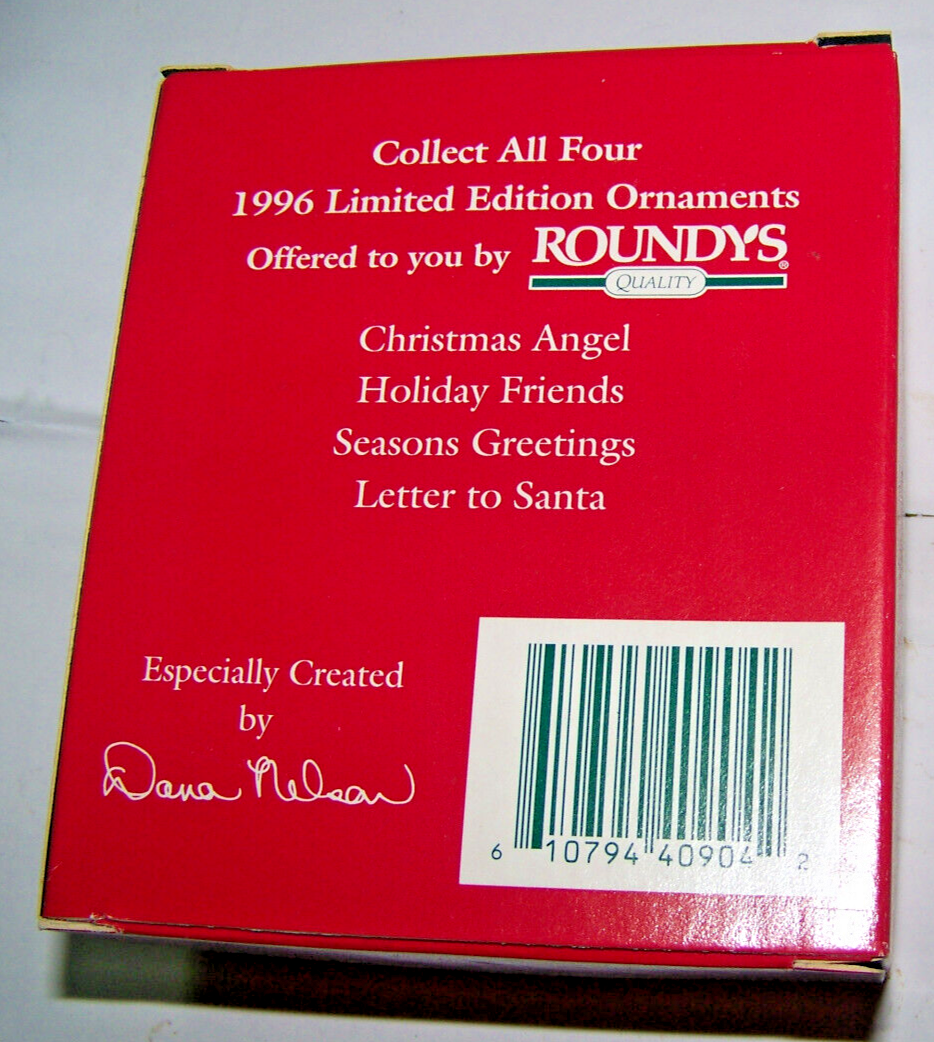 Collect All Four
1996 Limited Edition Ornaments
Offered to you by ROUNDY'S®
QUALITY
Christmas Angel
Holiday Friends
Seasons Greetings
Letter to Santa
Especially Created
by
Dana Nelson
6 10794 40904 2